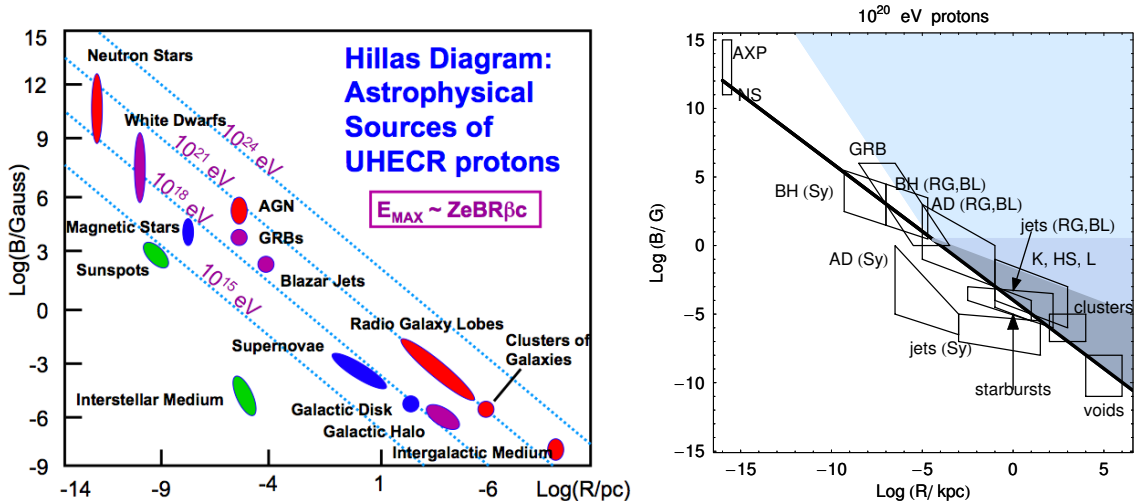 15
12
9
6
3
0
-3
-6
-9
Log(B/Gauss)
Neutron Stars
White Dwarfs
Hillas Diagram:
Astrophysical
Sources of
UHECR protons
E_MAX ~ ZeBRβc
10^24 eV
10^21 eV
10^18 eV
10^15 eV
AGN
Magnetic Stars
GRBs
Sunspots
Blazar Jets
Radio Galaxy Lobes
Supernovae
Clusters of
Galaxies
Interstellar Medium
Galactic Disk
Galactic Halo
Intergalactic Medium
-14
-9
-4
1
-6
Log(R/pc)
10^20 eV protons
15
10
5
0
−5
−10
Log (B/ G)
AXP
NS
GRB
BH (Sy)
BH (RG,BL)
AD (RG,BL)
jets (RG,BL)
AD (Sy)
K, HS, L
clusters
jets (Sy)
starbursts
voids
−15
−10
−5
0
5
Log (R/ kpc)